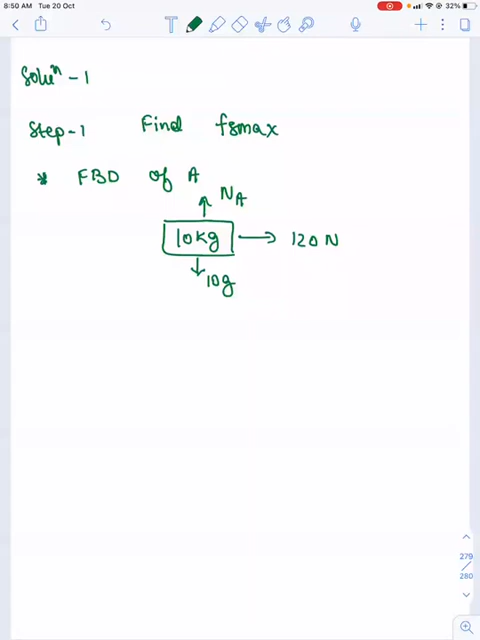 8:50 AM Tue 20 Oct
32%
Soluⁿ - 1
Step-1 Find fsmax
* FBD of A
NA
10kg
120 N
10g
279
/
280